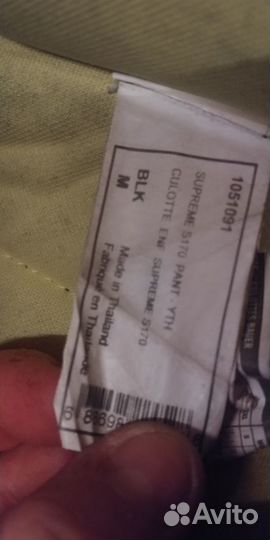 1051091
SUPREME S170 PANT . YTH
CULOTTE ENF SUPREME S170
BLK
M
Made in Thailand
Fabriqué en Thaïlande
Avito